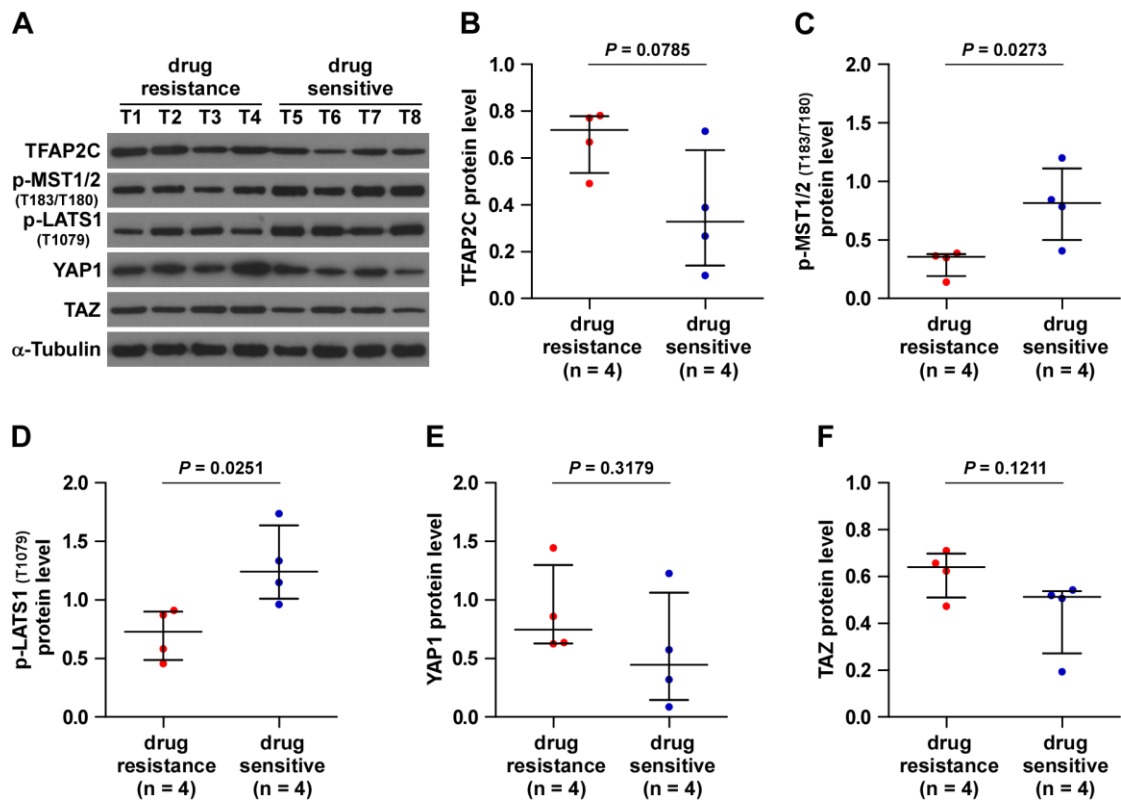 A
drug
resistance
drug
sensitive
T1 T2 T3 T4 T5 T6 T7 T8
TFAP2C
p-MST1/2
(T183/T180)
p-LATS1
(T1079)
YAP1
TAZ
α-Tubulin
B
P = 0.0785
TFAP2C protein level
1.0
0.8
0.6
0.4
0.2
0.0
drug
resistance
(n = 4)
drug
sensitive
(n = 4)
C
P = 0.0273
p-MST1/2 (T183/T180)
protein level
2.0
1.5
1.0
0.5
0.0
drug
resistance
(n = 4)
drug
sensitive
(n = 4)
D
P = 0.0251
p-LATS1 (T1079)
protein level
2.0
1.5
1.0
0.5
0.0
drug
resistance
(n = 4)
drug
sensitive
(n = 4)
E
P = 0.3179
YAP1 protein level
2.0
1.5
1.0
0.5
0.0
drug
resistance
(n = 4)
drug
sensitive
(n = 4)
F
P = 0.1211
TAZ protein level
1.0
0.8
0.6
0.4
0.2
0.0
drug
resistance
(n = 4)
drug
sensitive
(n = 4)